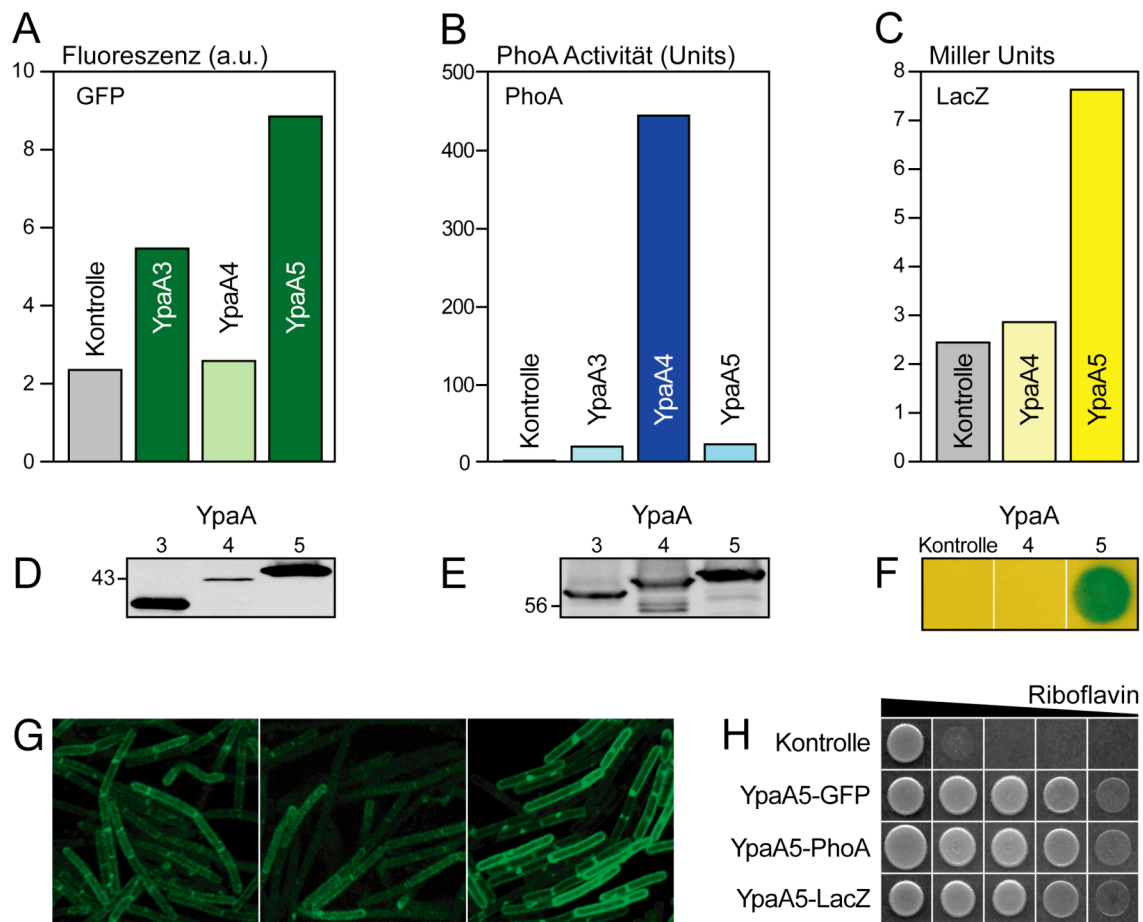 A
Fluoreszenz (a.u.)
10
8
6
4
2
0
GFP
Kontrolle
YpaA3
YpaA4
YpaA5
B
PhoA Activität (Units)
500
400
300
200
100
0
PhoA
Kontrolle
YpaA3
YpaA4
YpaA5
C
Miller Units
8
7
6
5
4
3
2
1
0
LacZ
Kontrolle
YpaA4
YpaA5
D
YpaA
3 4 5
43
E
YpaA
3 4 5
56
F
YpaA
Kontrolle 4 5
G
H
Riboflavin
Kontrolle
YpaA5-GFP
YpaA5-PhoA
YpaA5-LacZ